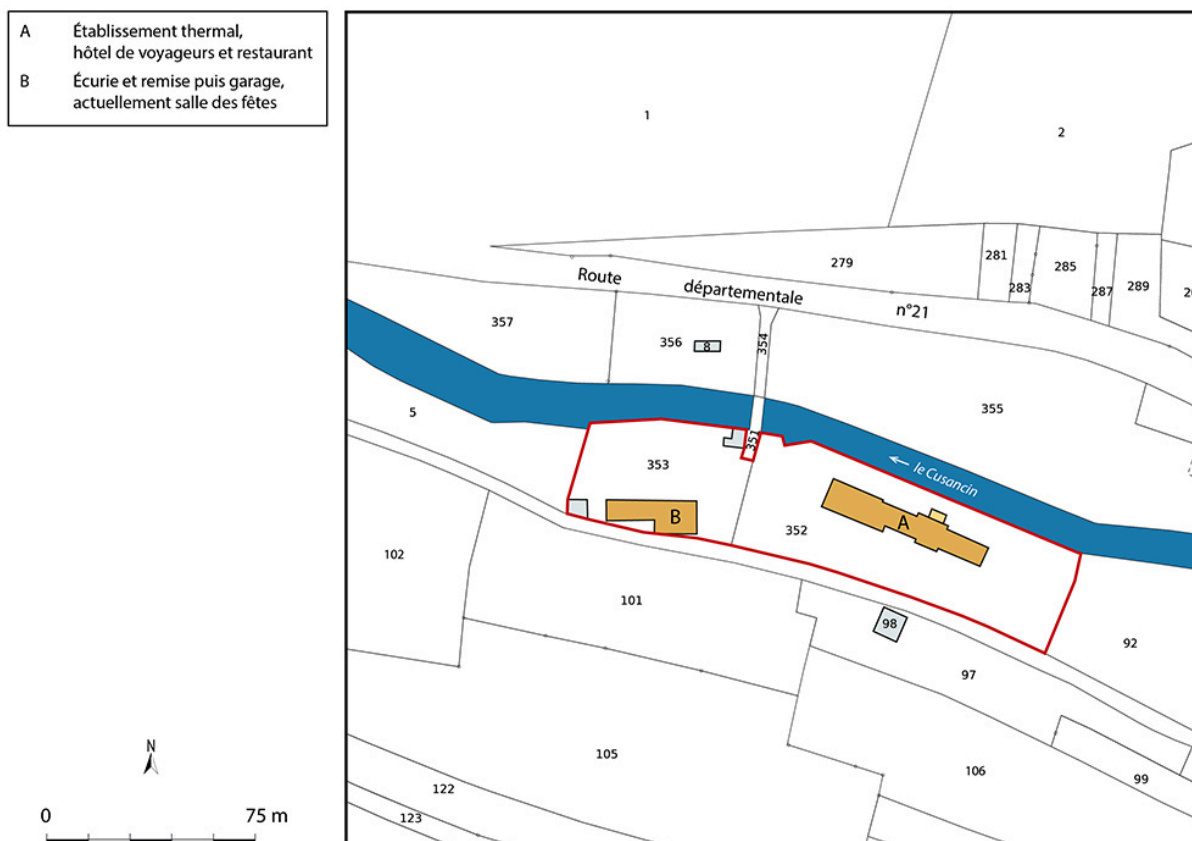 A Établissement thermal,
hôtel de voyageurs et restaurant
B Écurie et remise puis garage,
actuellement salle des fêtes
1
2
279
281
283
285
287
289
Route départementale n°21
357
356
8
354
355
5
351
353
le Cusancin
B
352
A
102
101
98
92
97
105
106
99
122
123
N
0 75 m